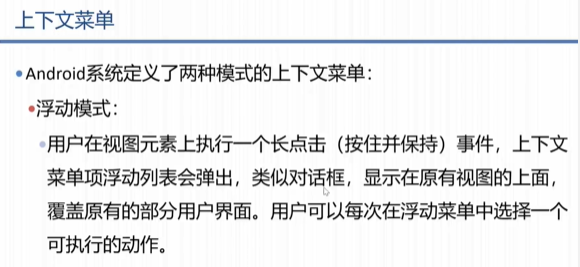 上下文菜单
•Android系统定义了两种模式的上下文菜单：
•浮动模式：
•用户在视图元素上执行一个长点击（按住并保持）事件，上下文
菜单项浮动列表会弹出，类似对话框，显示在原有视图的上面，
覆盖原有的部分用户界面。用户可以每次在浮动菜单中选择一个
可执行的动作。